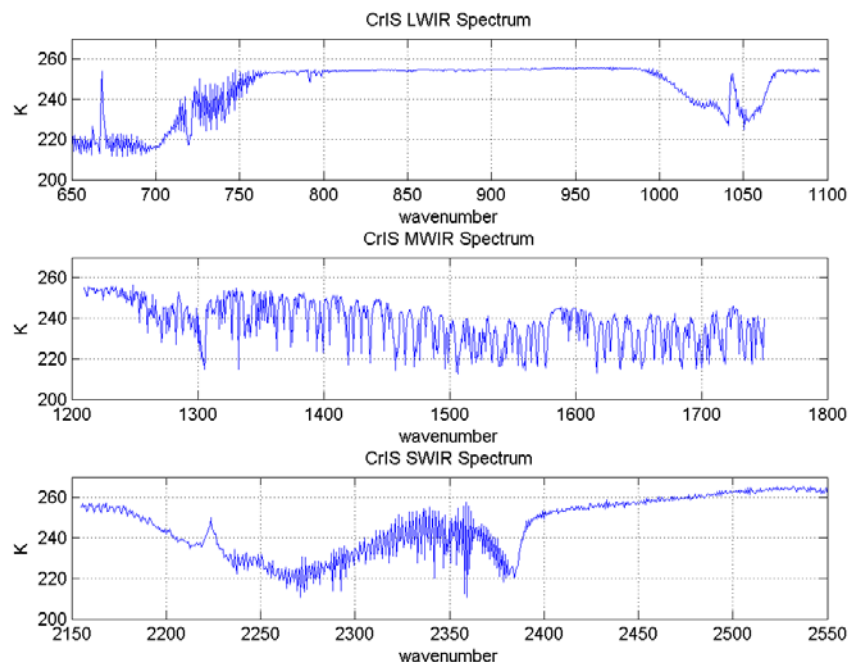 CrIS LWIR Spectrum
260
240
220
200
K
650 700 750 800 850 900 950 1000 1050 1100
wavenumber
CrIS MWIR Spectrum
260
240
220
200
K
1200 1300 1400 1500 1600 1700 1800
wavenumber
CrIS SWIR Spectrum
260
240
220
200
K
2150 2200 2250 2300 2350 2400 2450 2500 2550
wavenumber